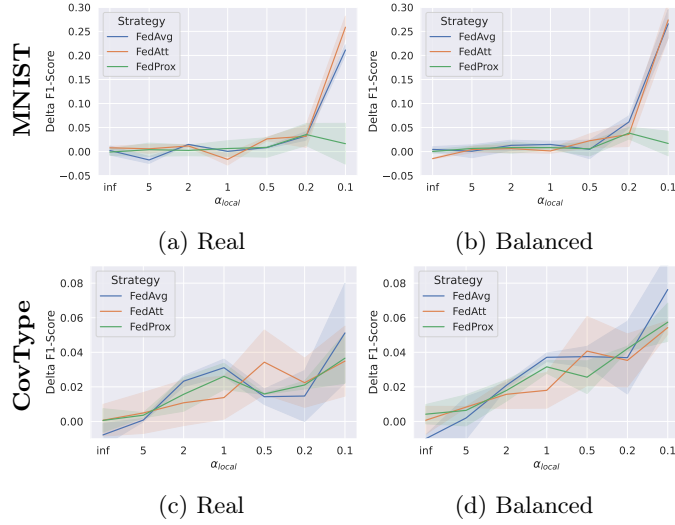 MNIST
Delta F1-Score
0.30
0.25
0.20
0.15
0.10
0.05
0.00
−0.05
Strategy
FedAvg
FedAtt
FedProx
inf 5 2 1 0.5 0.2 0.1
α_local
(a) Real
Delta F1-Score
0.30
0.25
0.20
0.15
0.10
0.05
0.00
−0.05
Strategy
FedAvg
FedAtt
FedProx
inf 5 2 1 0.5 0.2 0.1
α_local
(b) Balanced
CovType
Delta F1-Score
0.08
0.06
0.04
0.02
0.00
Strategy
FedAvg
FedAtt
FedProx
inf 5 2 1 0.5 0.2 0.1
α_local
(c) Real
Delta F1-Score
0.08
0.06
0.04
0.02
0.00
Strategy
FedAvg
FedAtt
FedProx
inf 5 2 1 0.5 0.2 0.1
α_local
(d) Balanced